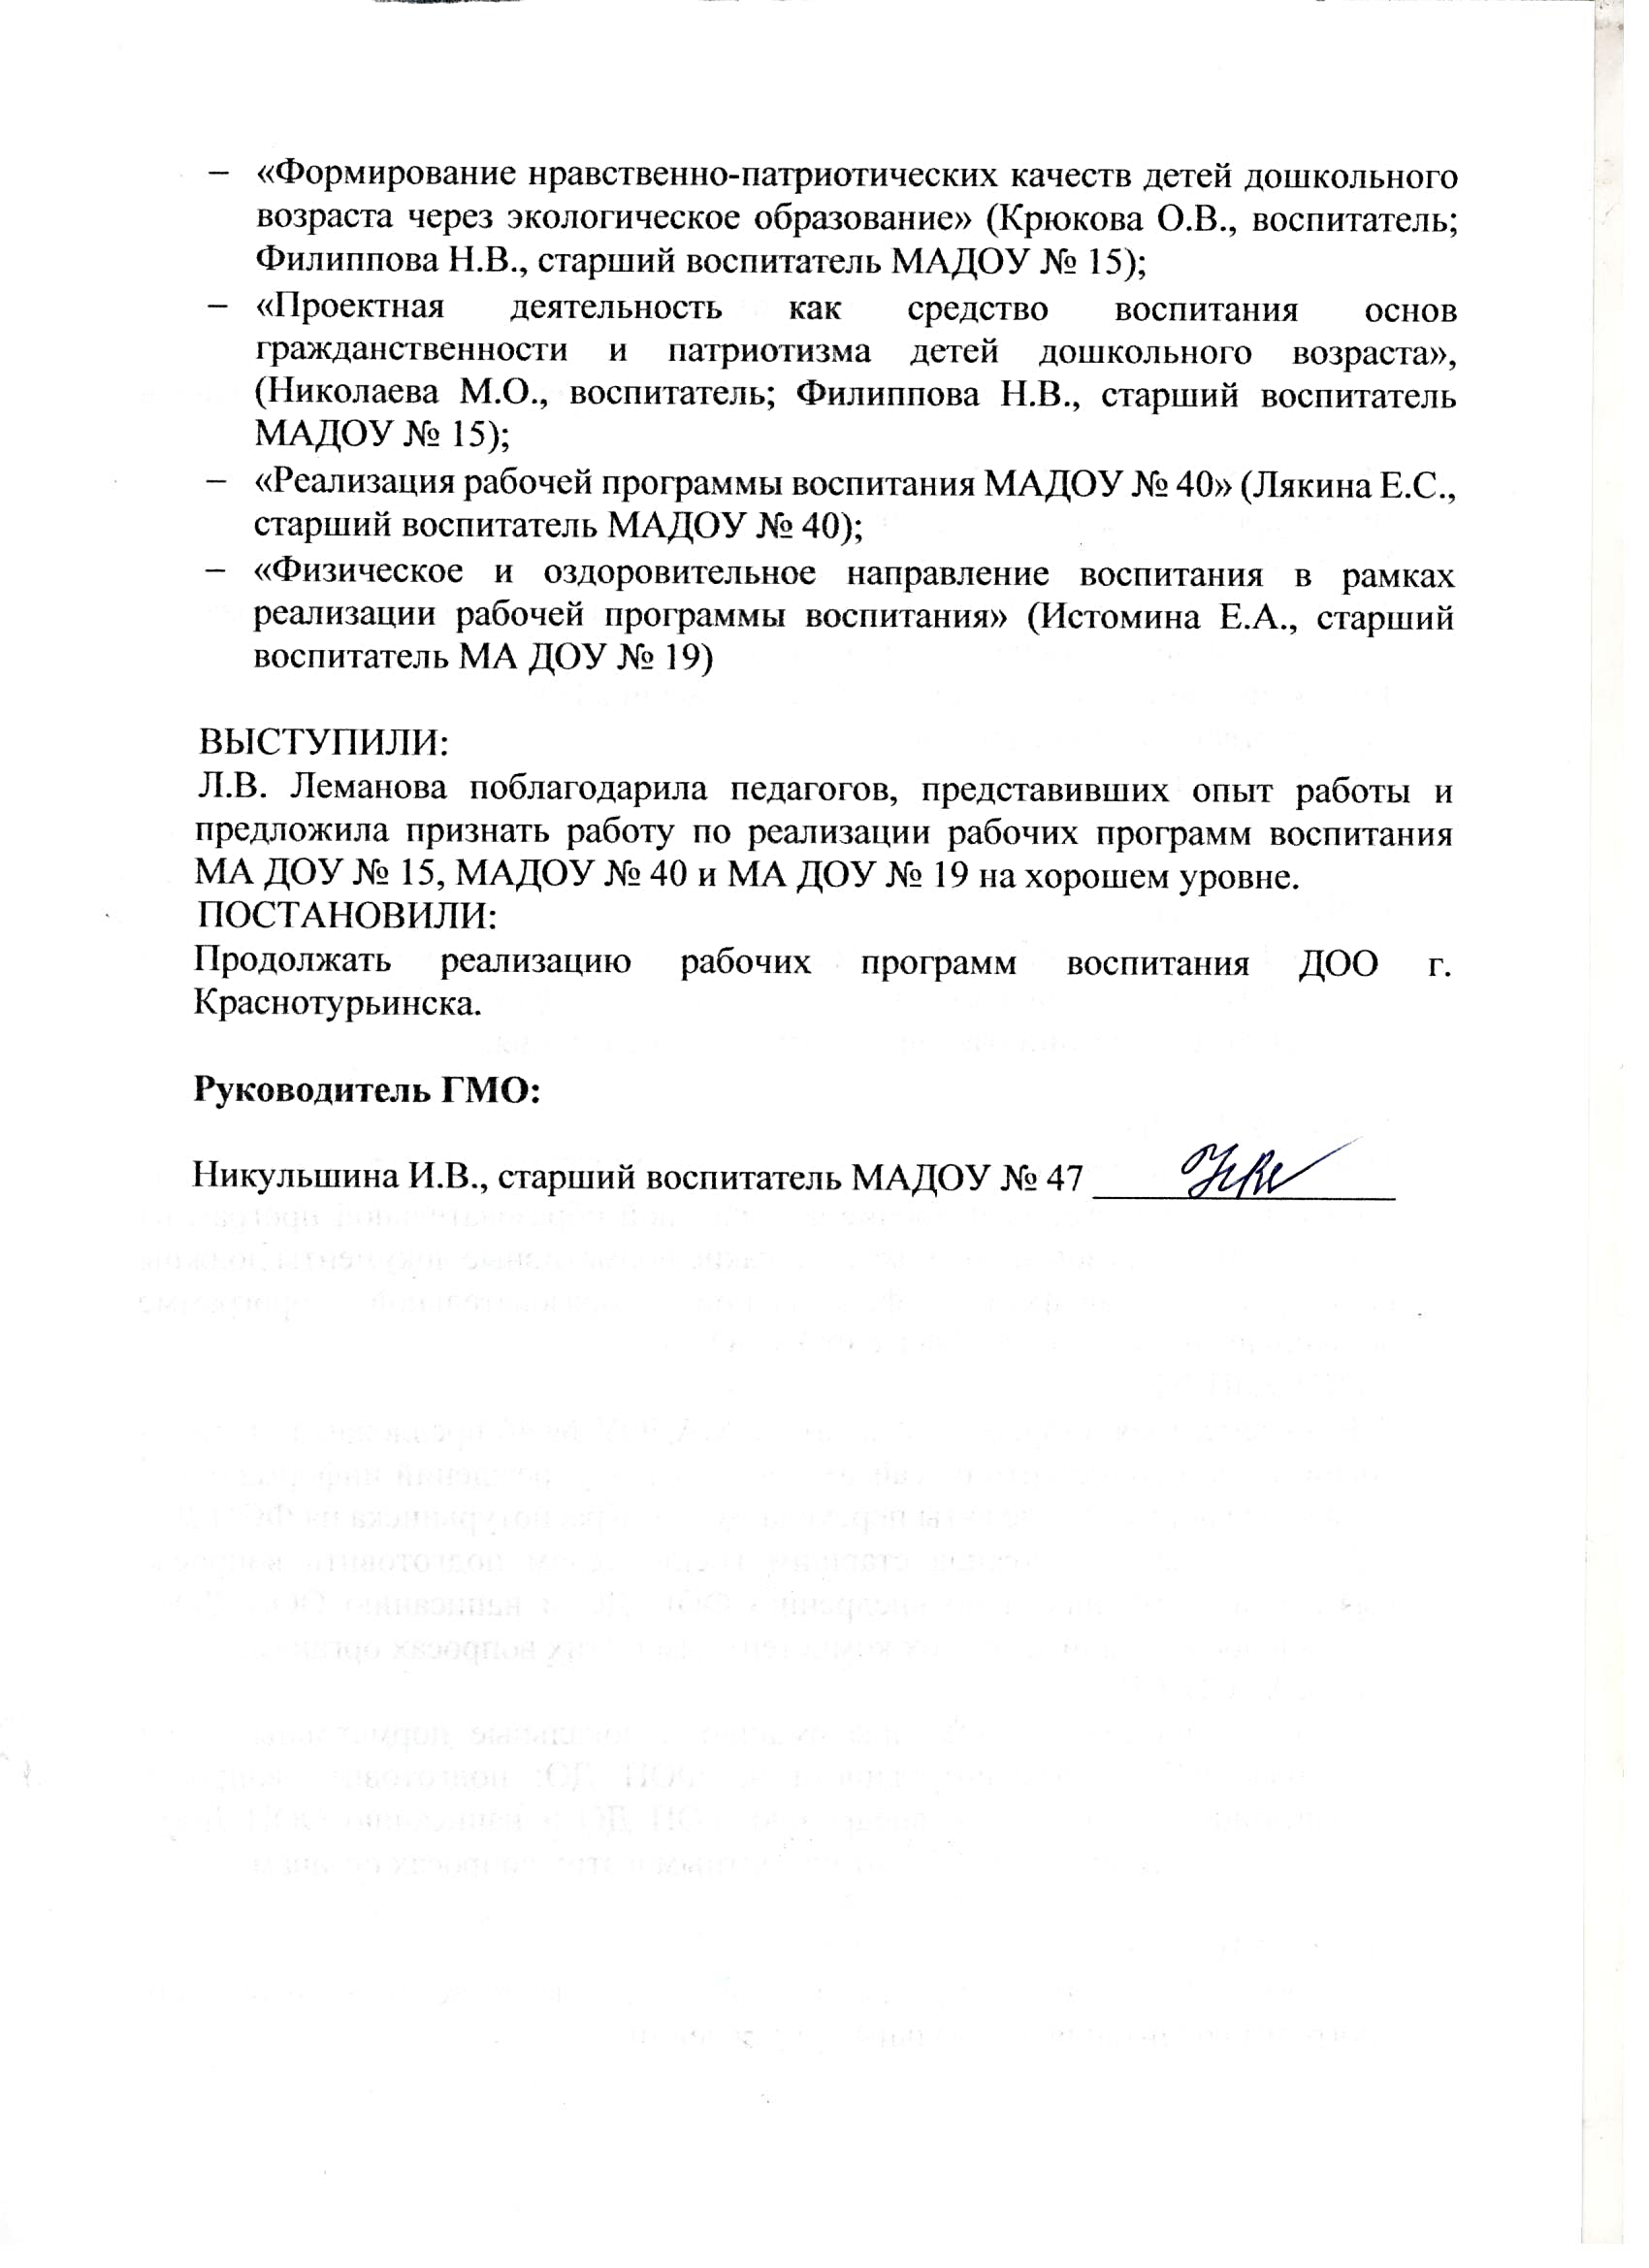 – «Формирование нравственно-патриотических качеств детей дошкольного
возраста через экологическое образование» (Крюкова О.В., воспитатель;
Филиппова Н.В., старший воспитатель МАДОУ № 15);
– «Проектная деятельность как средство воспитания основ
гражданственности и патриотизма детей дошкольного возраста»,
(Николаева М.О., воспитатель; Филиппова Н.В., старший воспитатель
МАДОУ № 15);
– «Реализация рабочей программы воспитания МАДОУ № 40» (Лякина Е.С.,
старший воспитатель МАДОУ № 40);
– «Физическое и оздоровительное направление воспитания в рамках
реализации рабочей программы воспитания» (Истомина Е.А., старший
воспитатель МА ДОУ № 19)
ВЫСТУПИЛИ:
Л.В. Леманова поблагодарила педагогов, представивших опыт работы и
предложила признать работу по реализации рабочих программ воспитания
МА ДОУ № 15, МАДОУ № 40 и МА ДОУ № 19 на хорошем уровне.
ПОСТАНОВИЛИ:
Продолжать реализацию рабочих программ воспитания ДОО г.
Краснотурьинска.
Руководитель ГМО:
Никульшина И.В., старший воспитатель МАДОУ № 47